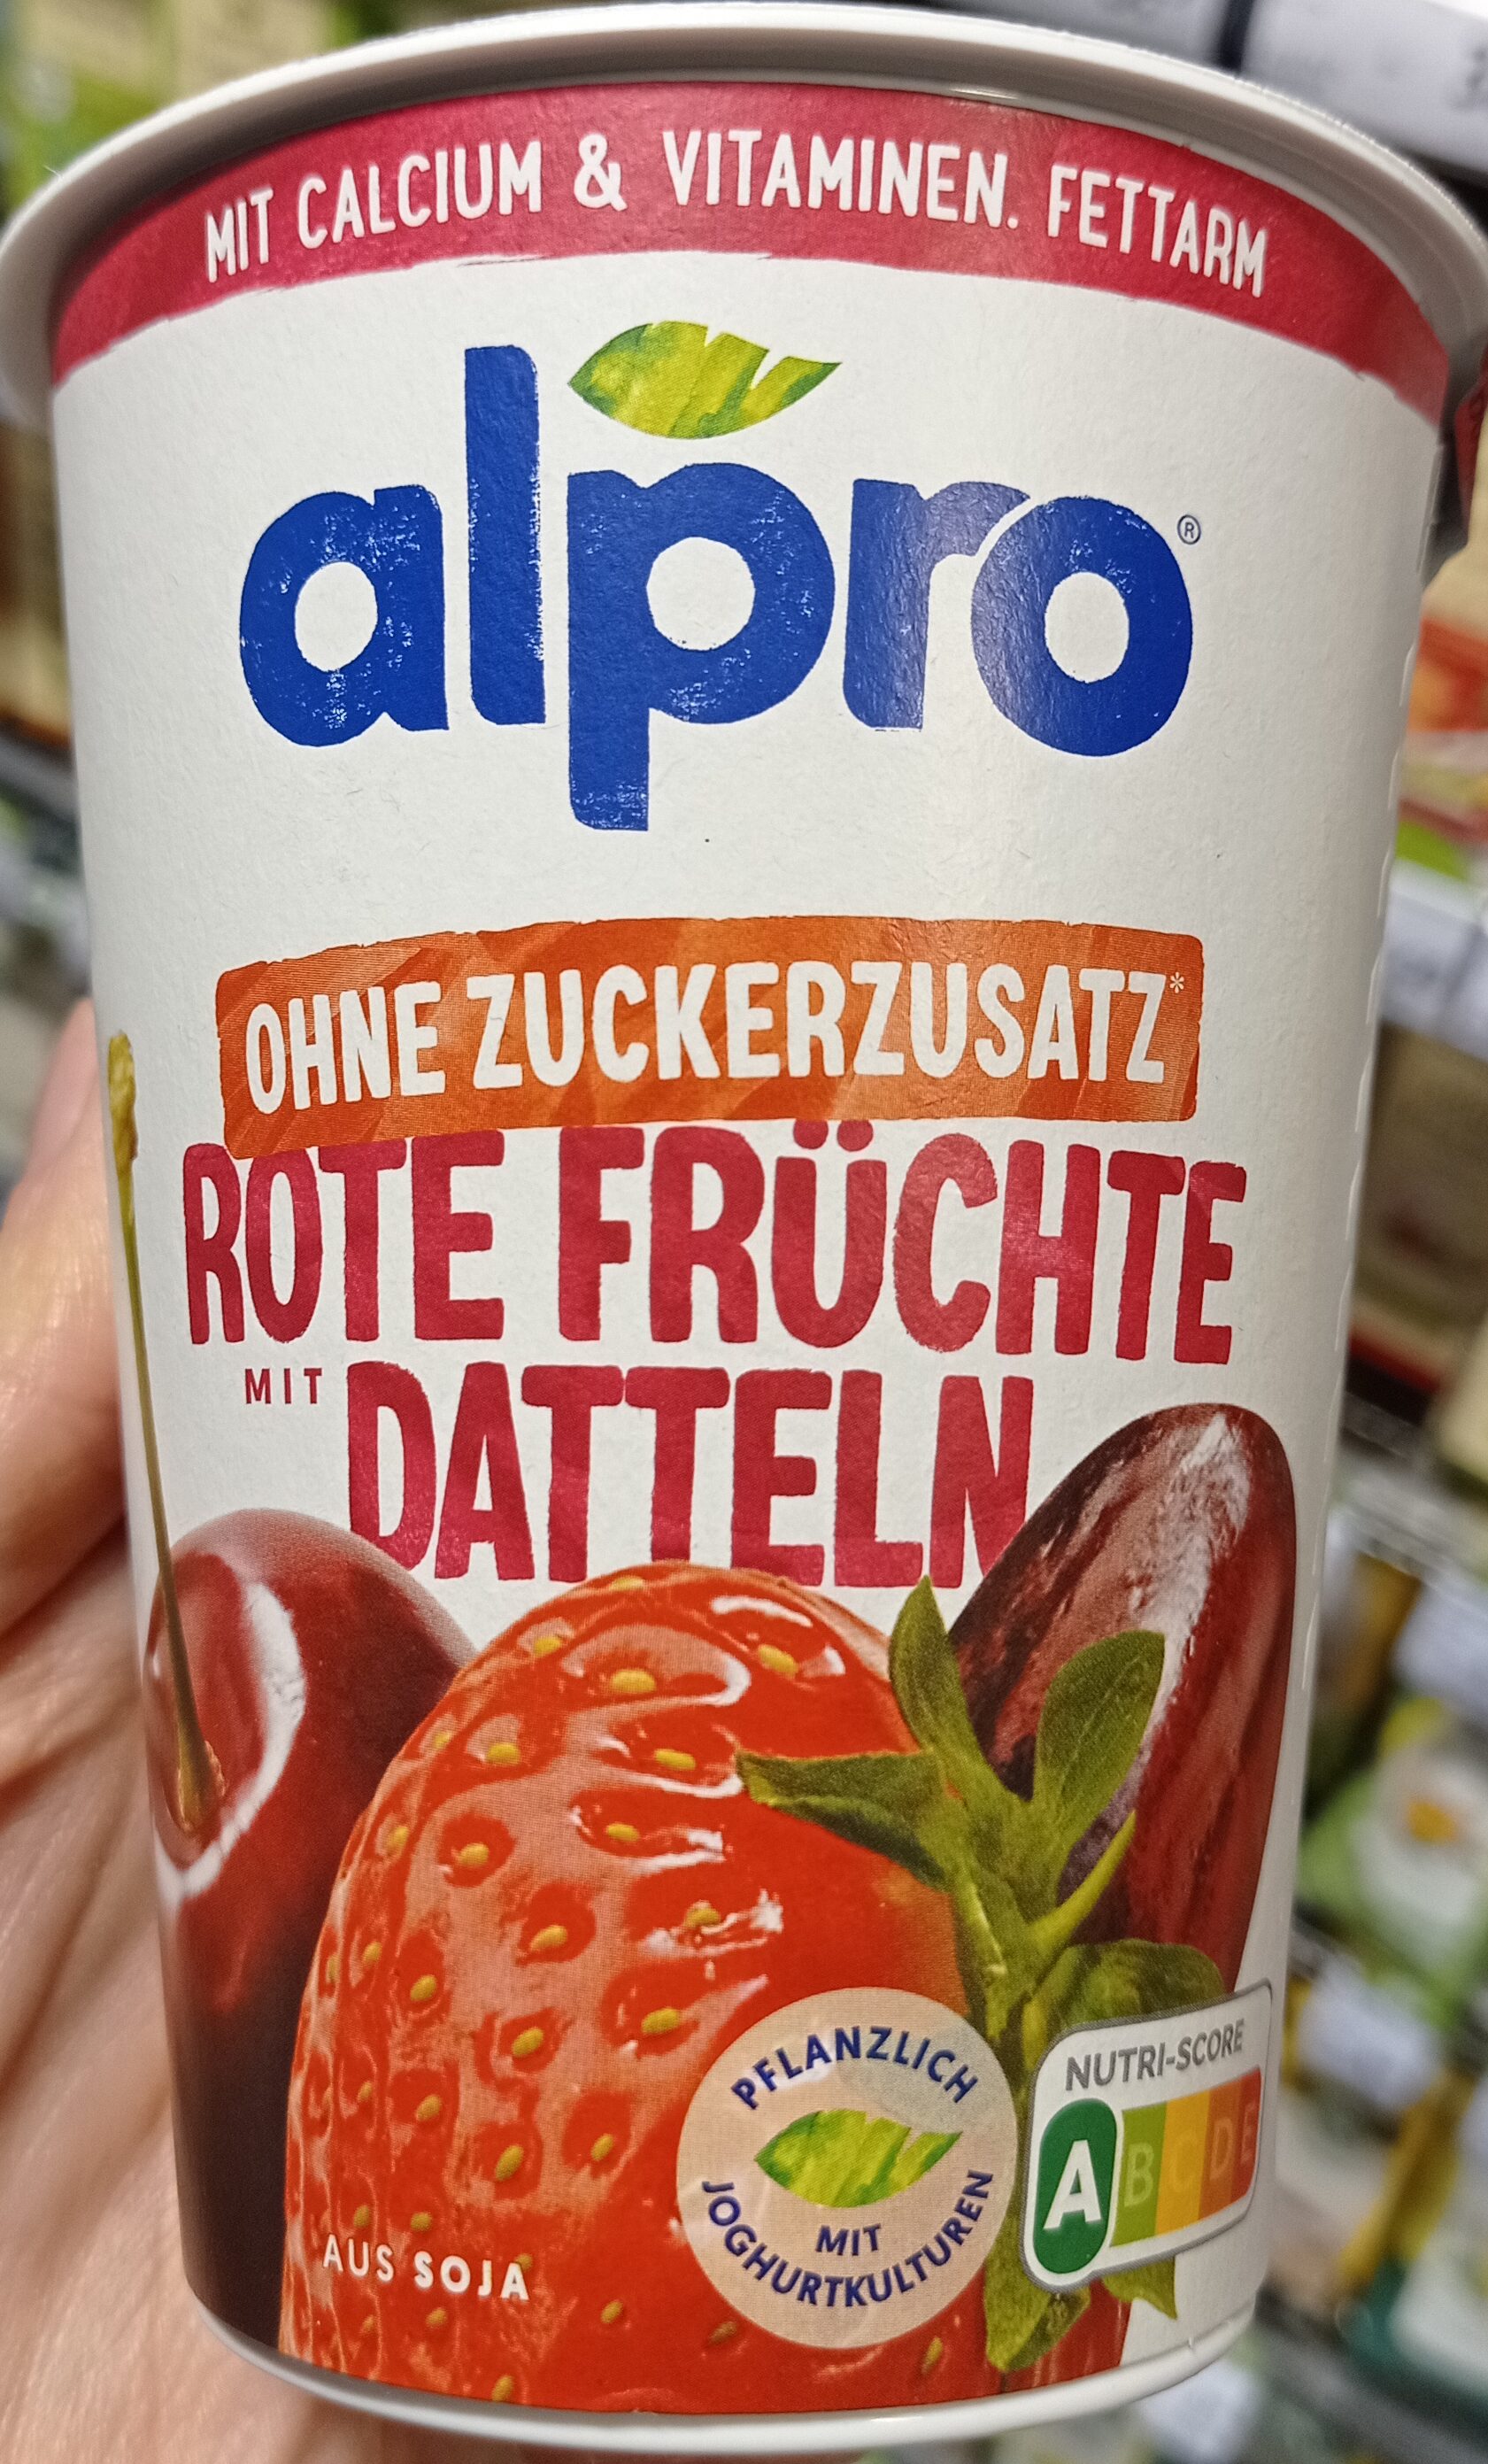 MIT CALCIUM & VITAMINEN. FETTARM
alpro®
OHNE ZUCKERZUSATZ*
ROTE FRÜCHTE
MIT DATTELN
PFLANZLICH
MIT
JOGHURTKULTUREN
NUTRI-SCORE
A B C D E
AUS SOJA